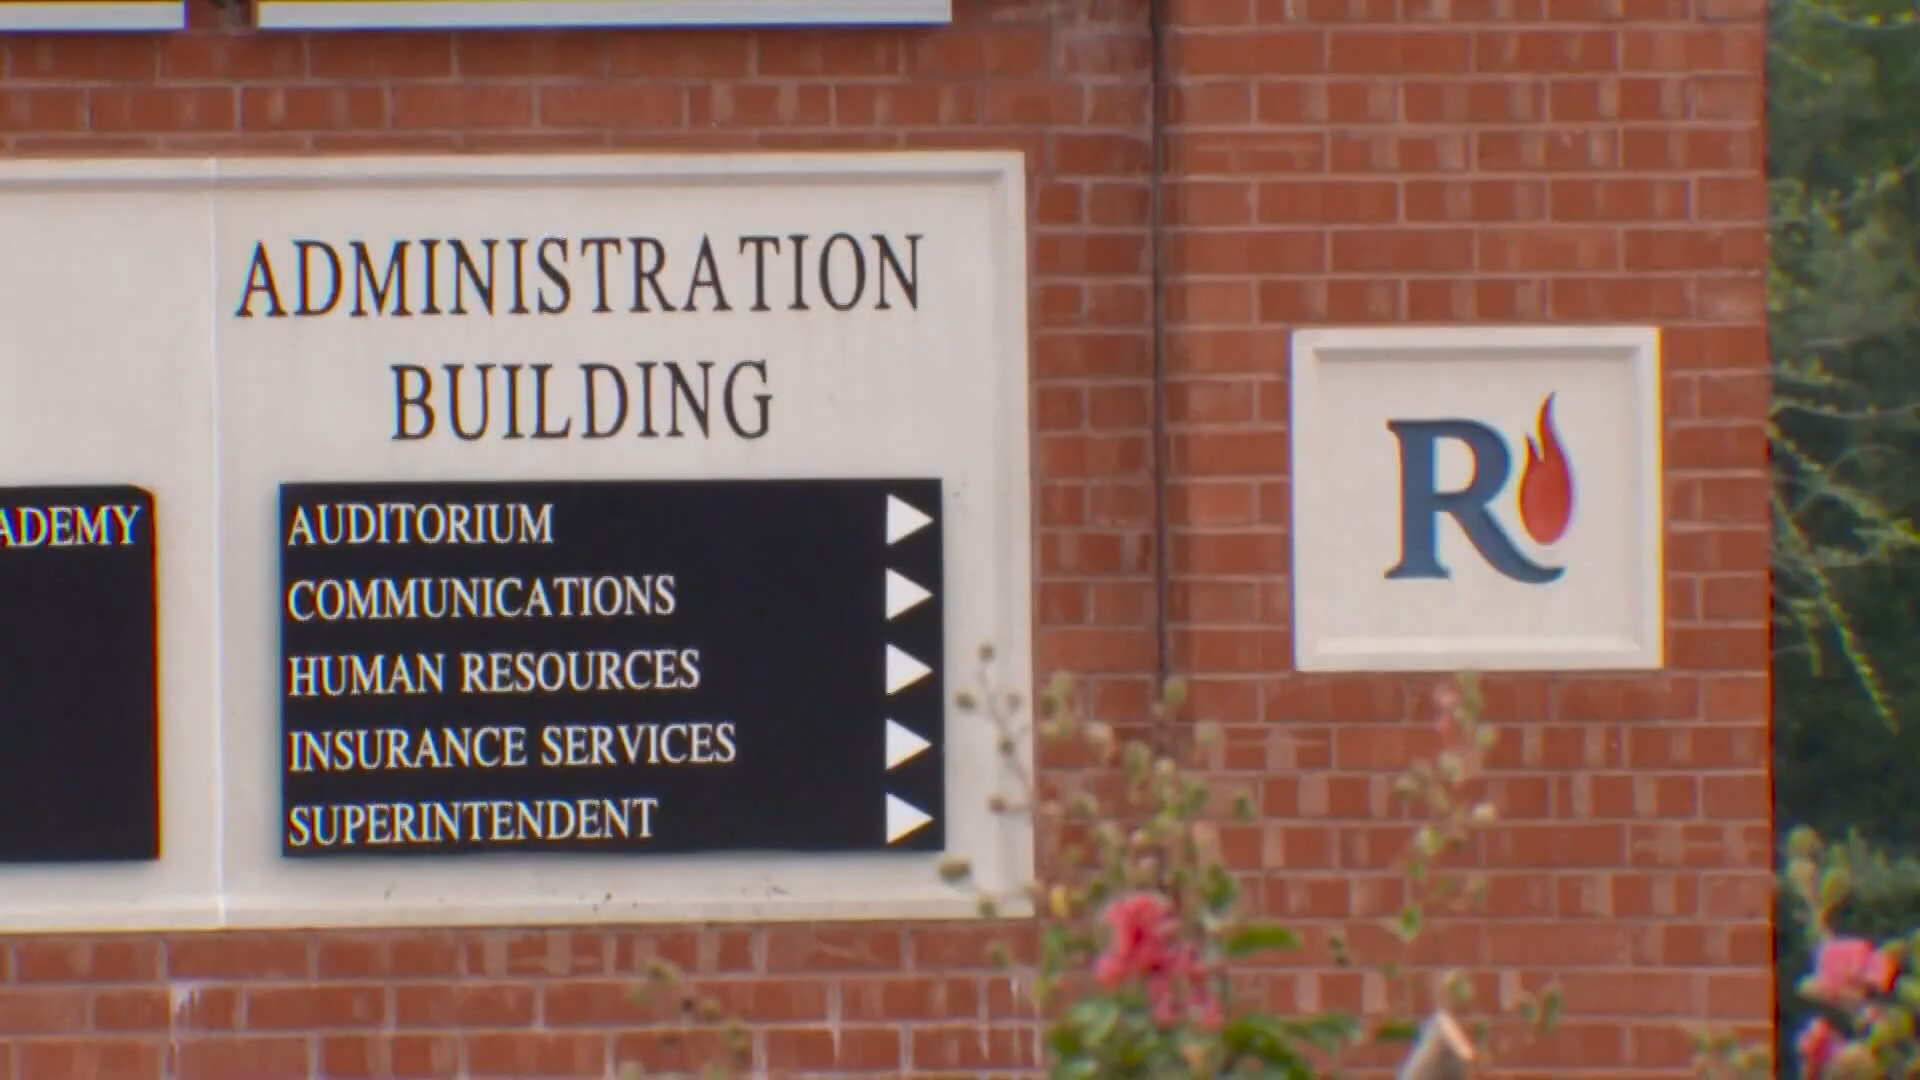 ADMINISTRATION
BUILDING
ADEMY
AUDITORIUM
COMMUNICATIONS
HUMAN RESOURCES
INSURANCE SERVICES
SUPERINTENDENT
R